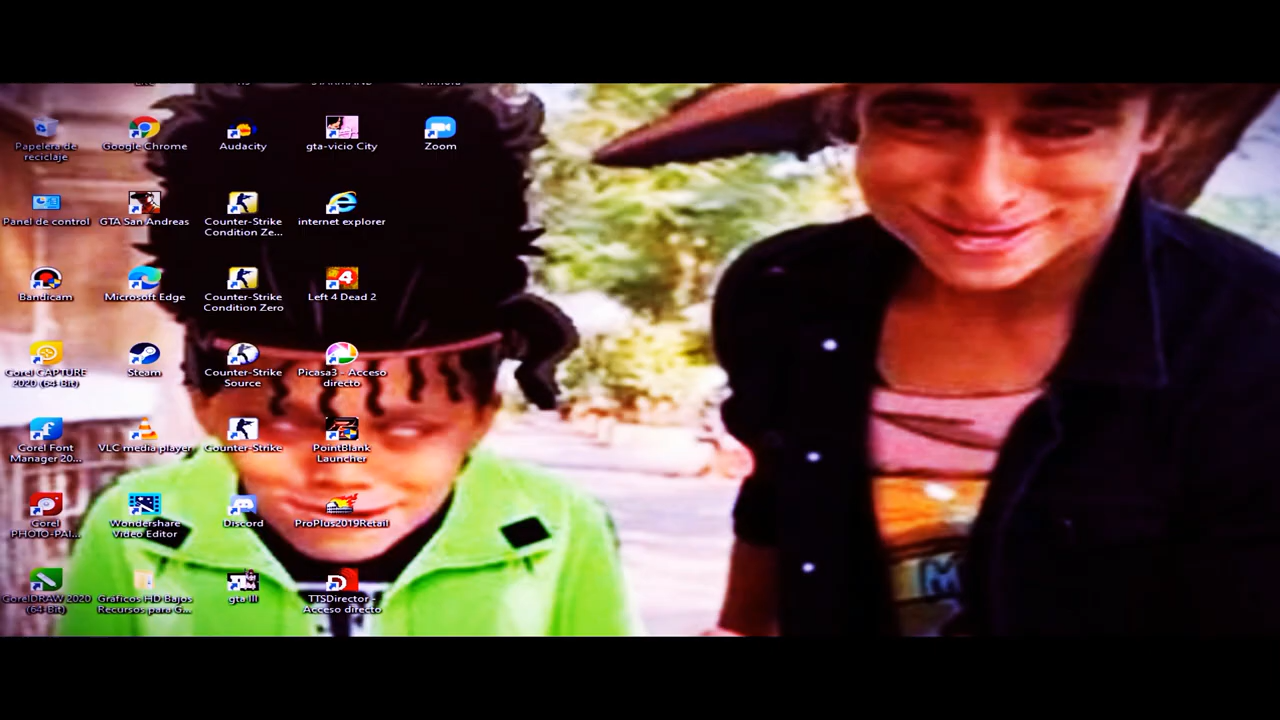 Papelera de
reciclaje
Google Chrome
Audacity
gta-vicio City
Zoom
Panel de control
GTA San Andreas
Counter-Strike
Condition Ze...
internet explorer
Bandicam
Microsoft Edge
Counter-Strike
Condition Zero
Left 4 Dead 2
Corel CAPTURE
2020 (64-Bit)
Steam
Counter-Strike
Source
Picasa3 - Acceso
directo
Corel Font
Manager 20...
VLC media player
Counter-Strike
PointBlank
Launcher
Corel
PHOTO-PAI...
Wondershare
Video Editor
Discord
ProPlus2019Retail
CorelDRAW 2020
(64-Bit)
Gráficos HD Bajos
Recursos para G...
gta III
TTSDirector -
Acceso directo